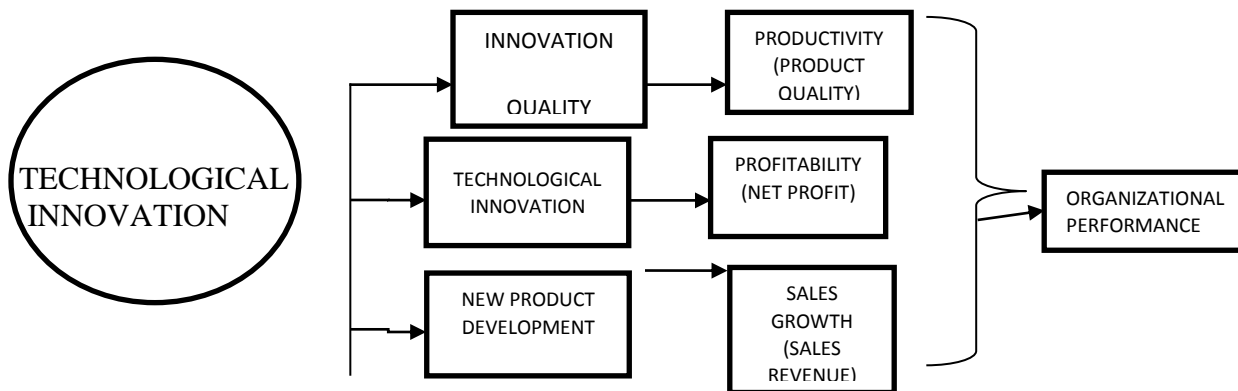 TECHNOLOGICAL
INNOVATION
INNOVATION
QUALITY
PRODUCTIVITY
(PRODUCT
QUALITY)
TECHNOLOGICAL
INNOVATION
PROFITABILITY
(NET PROFIT)
NEW PRODUCT
DEVELOPMENT
SALES
GROWTH
(SALES
REVENUE)
ORGANIZATIONAL
PERFORMANCE